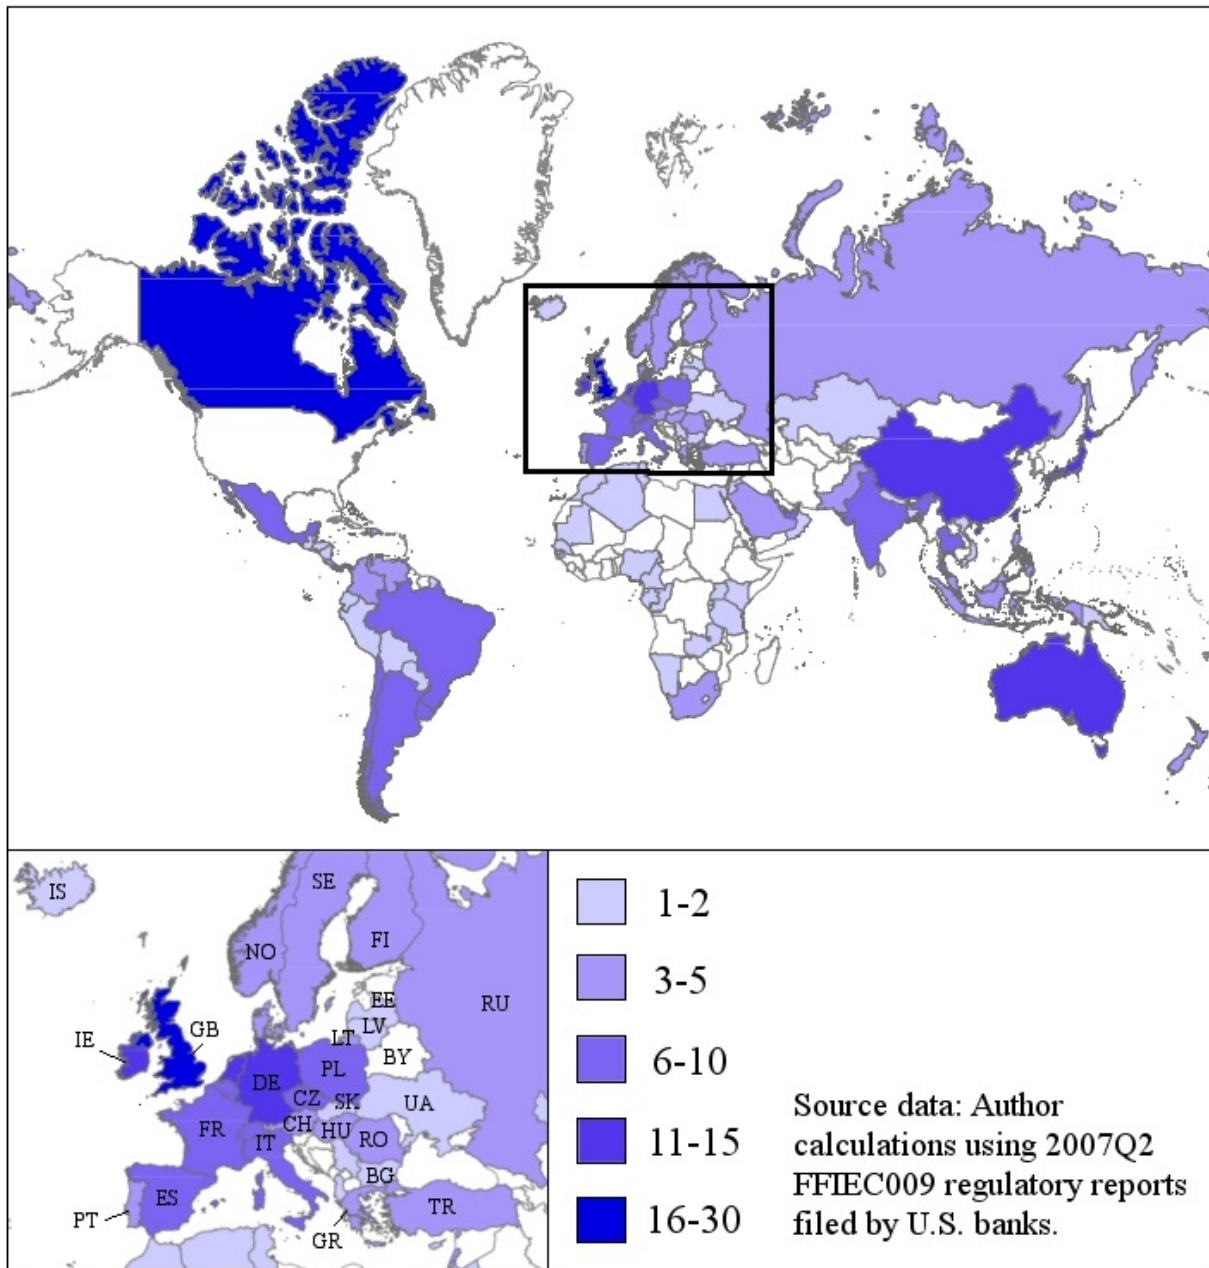 IS
SE
NO
FI
EE
RU
LV
LT
IE
GB
BY
PL
DE
CZ
SK
UA
CH
FR
IT
HU
RO
BG
ES
TR
PT
GR
1-2
3-5
6-10
11-15
16-30
Source data: Author
calculations using 2007Q2
FFIEC009 regulatory reports
filed by U.S. banks.